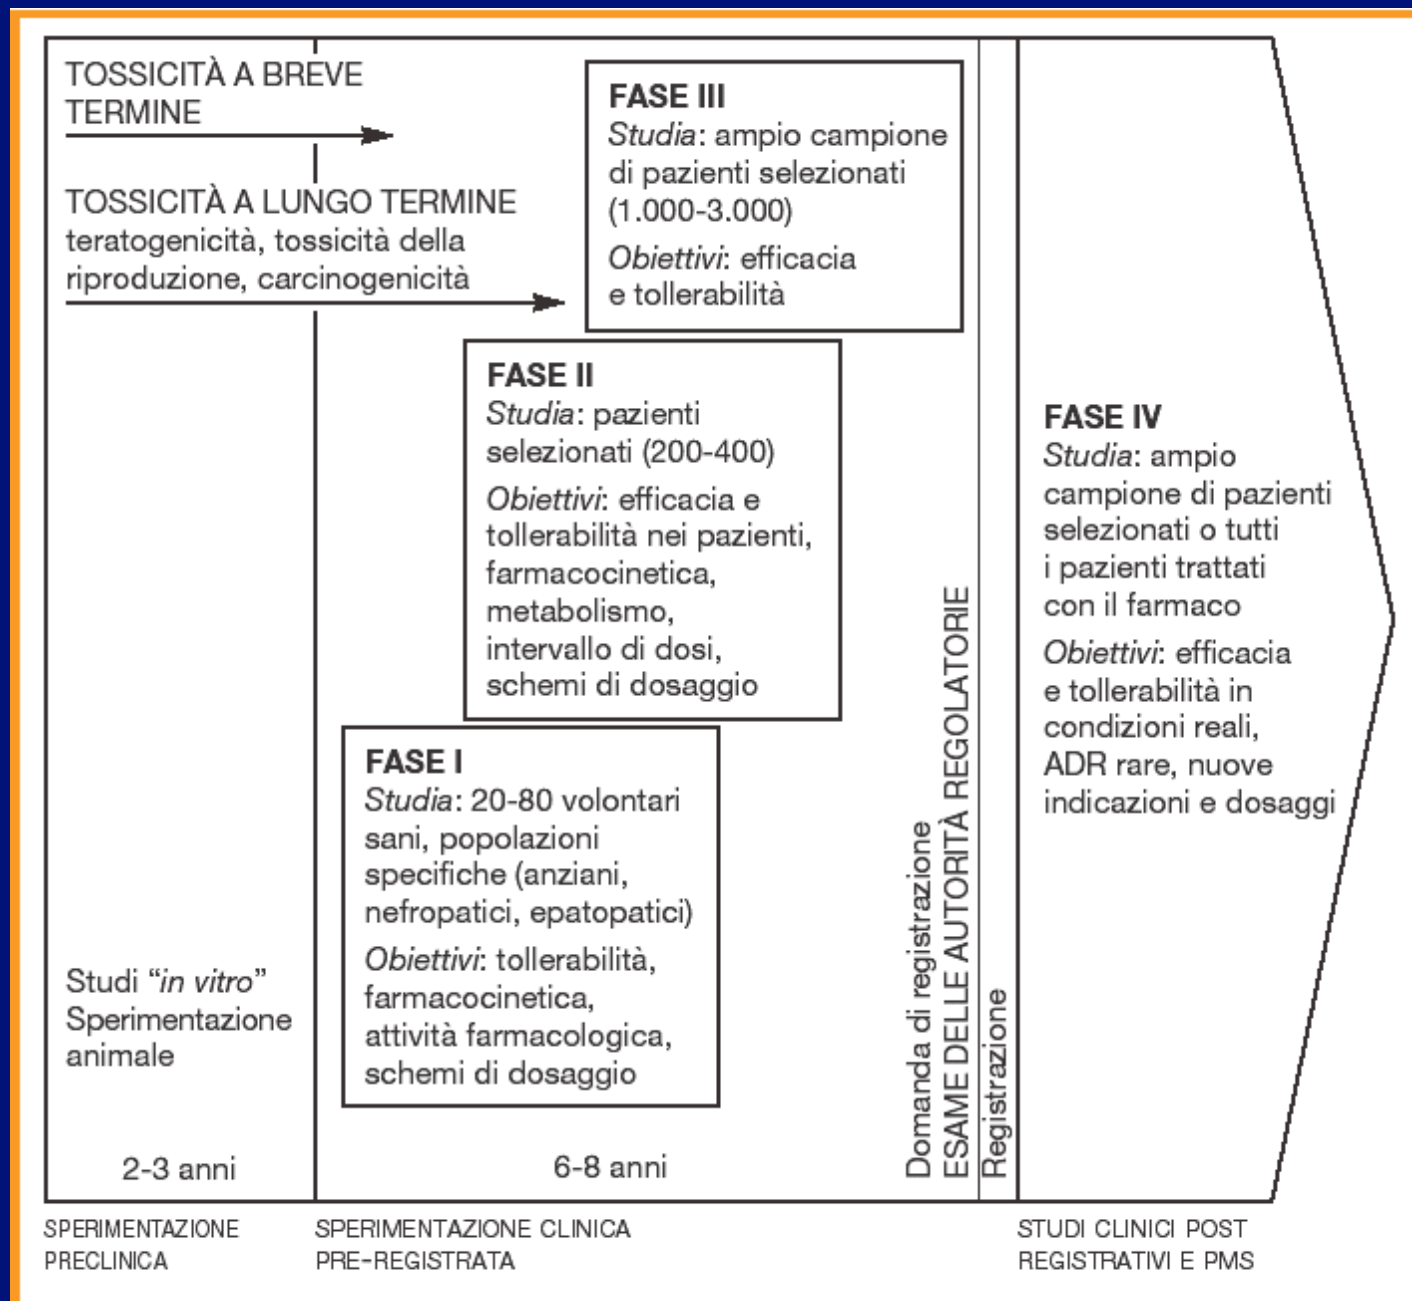 TOSSICITÀ A BREVE
TERMINE
TOSSICITÀ A LUNGO TERMINE
teratogenicità, tossicità della
riproduzione, carcinogenicità
Studi “in vitro”
Sperimentazione
animale
2-3 anni
FASE III
Studia: ampio campione
di pazienti selezionati
(1.000-3.000)
Obiettivi: efficacia
e tollerabilità
FASE II
Studia: pazienti
selezionati (200-400)
Obiettivi: efficacia e
tollerabilità nei pazienti,
farmacocinetica,
metabolismo,
intervallo di dosi,
schemi di dosaggio
FASE I
Studia: 20-80 volontari
sani, popolazioni
specifiche (anziani,
nefropatici, epatopatici)
Obiettivi: tollerabilità,
farmacocinetica,
attività farmacologica,
schemi di dosaggio
6-8 anni
Domanda di registrazione
ESAME DELLE AUTORITÀ REGOLATORIE
Registrazione
FASE IV
Studia: ampio
campione di pazienti
selezionati o tutti
i pazienti trattati
con il farmaco
Obiettivi: efficacia
e tollerabilità in
condizioni reali,
ADR rare, nuove
indicazioni e dosaggi
SPERIMENTAZIONE
PRECLINICA
SPERIMENTAZIONE CLINICA
PRE-REGISTRATA
STUDI CLINICI POST
REGISTRATIVI E PMS